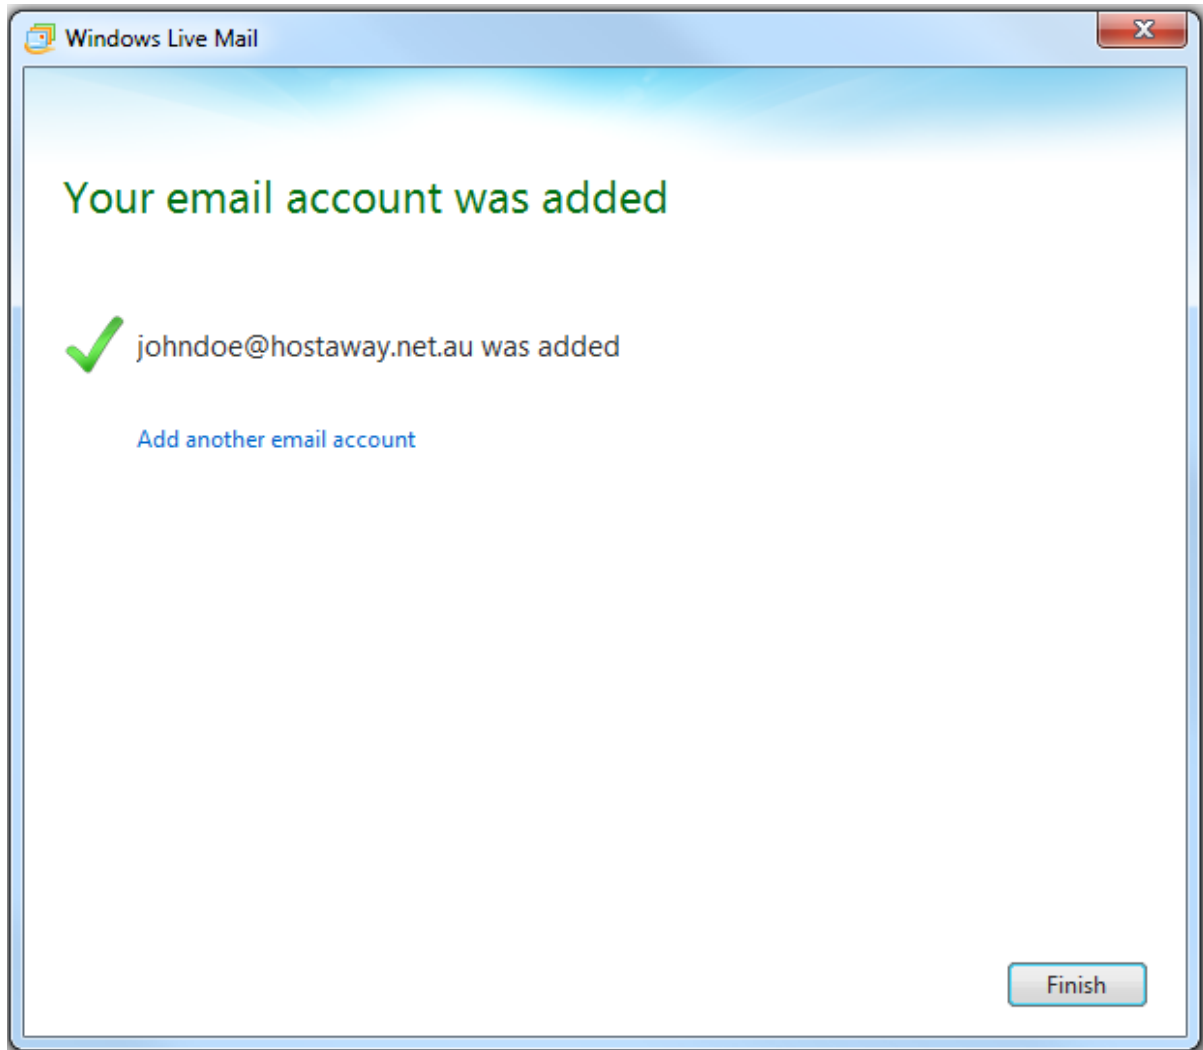 Windows Live Mail
Your email account was added
johndoe@hostaway.net.au was added
Add another email account
Finish